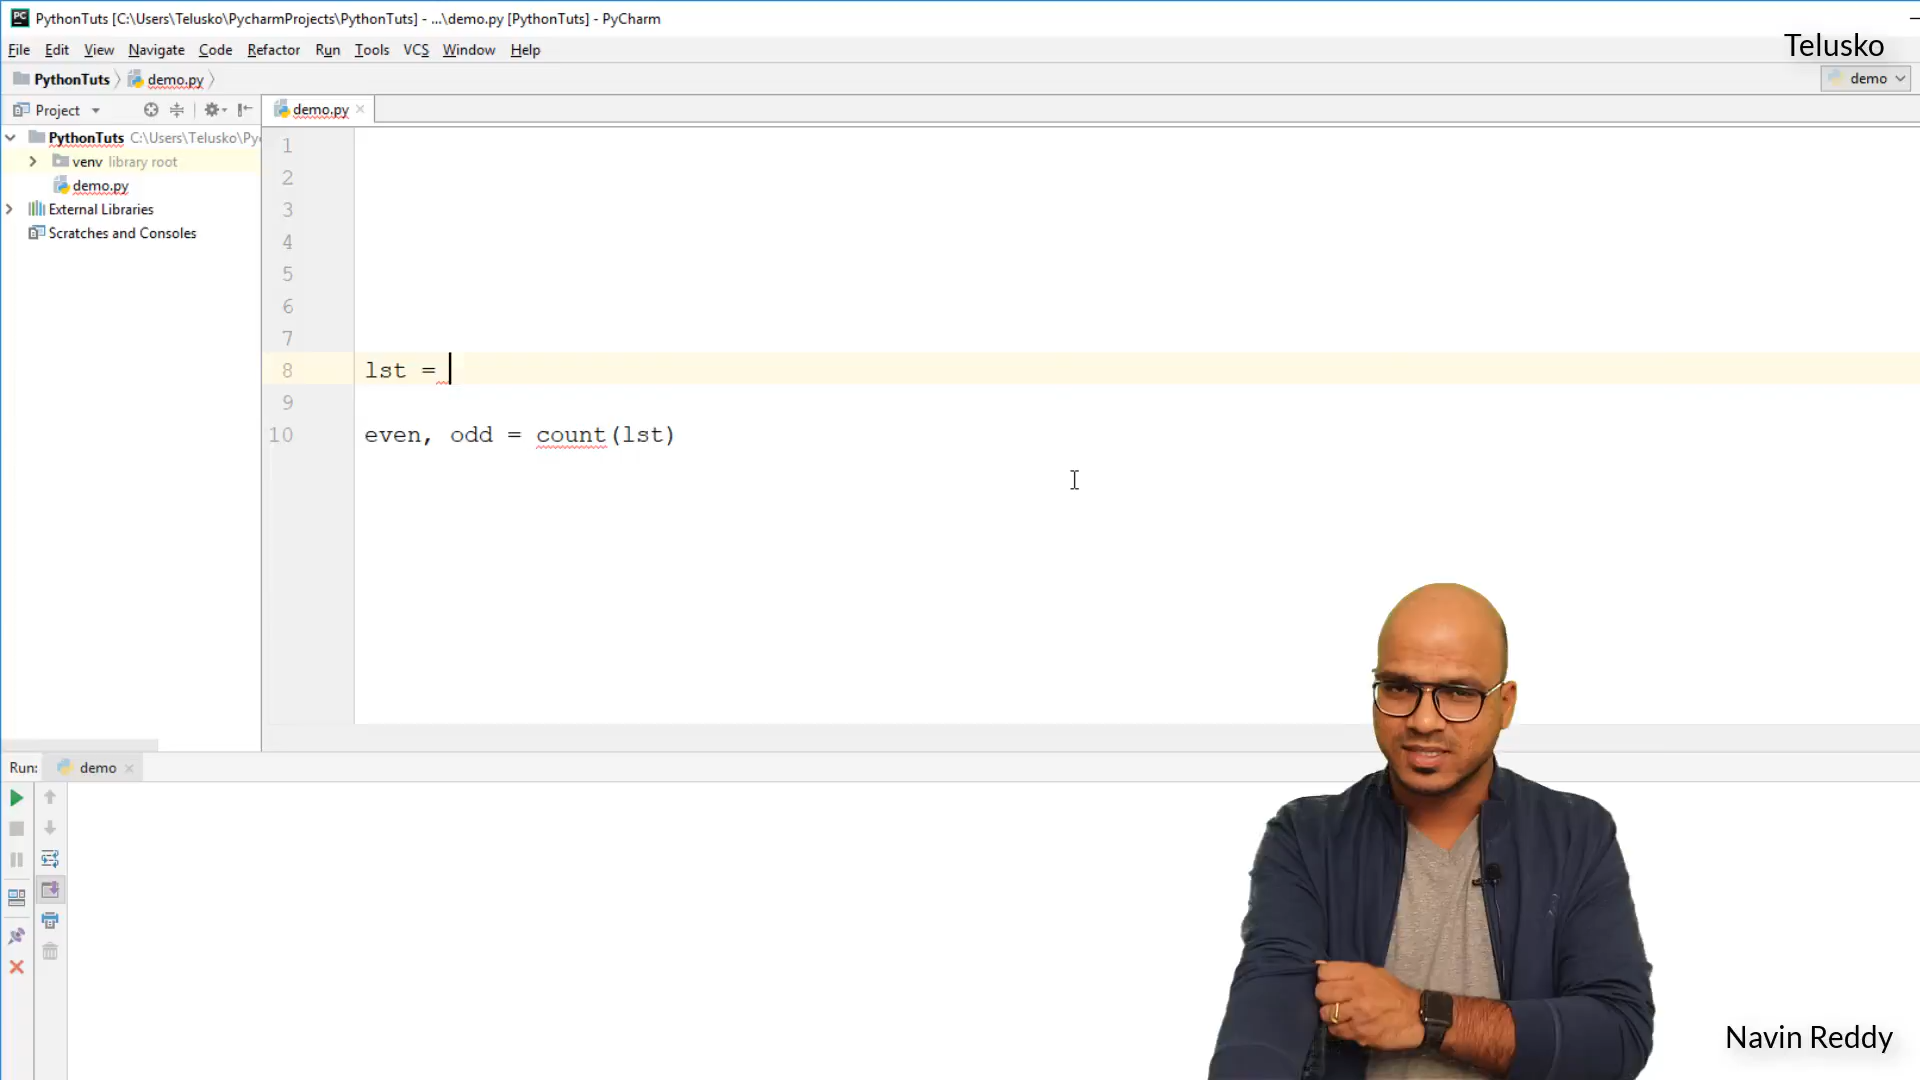 PythonTuts [C:\Users\Telusko\PycharmProjects\PythonTuts] - ...\demo.py [PythonTuts] - PyCharm
File Edit View Navigate Code Refactor Run Tools VCS Window Help
Telusko
PythonTuts demo.py
demo
Project
demo.py
PythonTuts C:\Users\Telusko\Py
venv library root
demo.py
External Libraries
Scratches and Consoles
1
2
3
4
5
6
7
8 lst =
9
10 even, odd = count(lst)
Run: demo
Navin Reddy